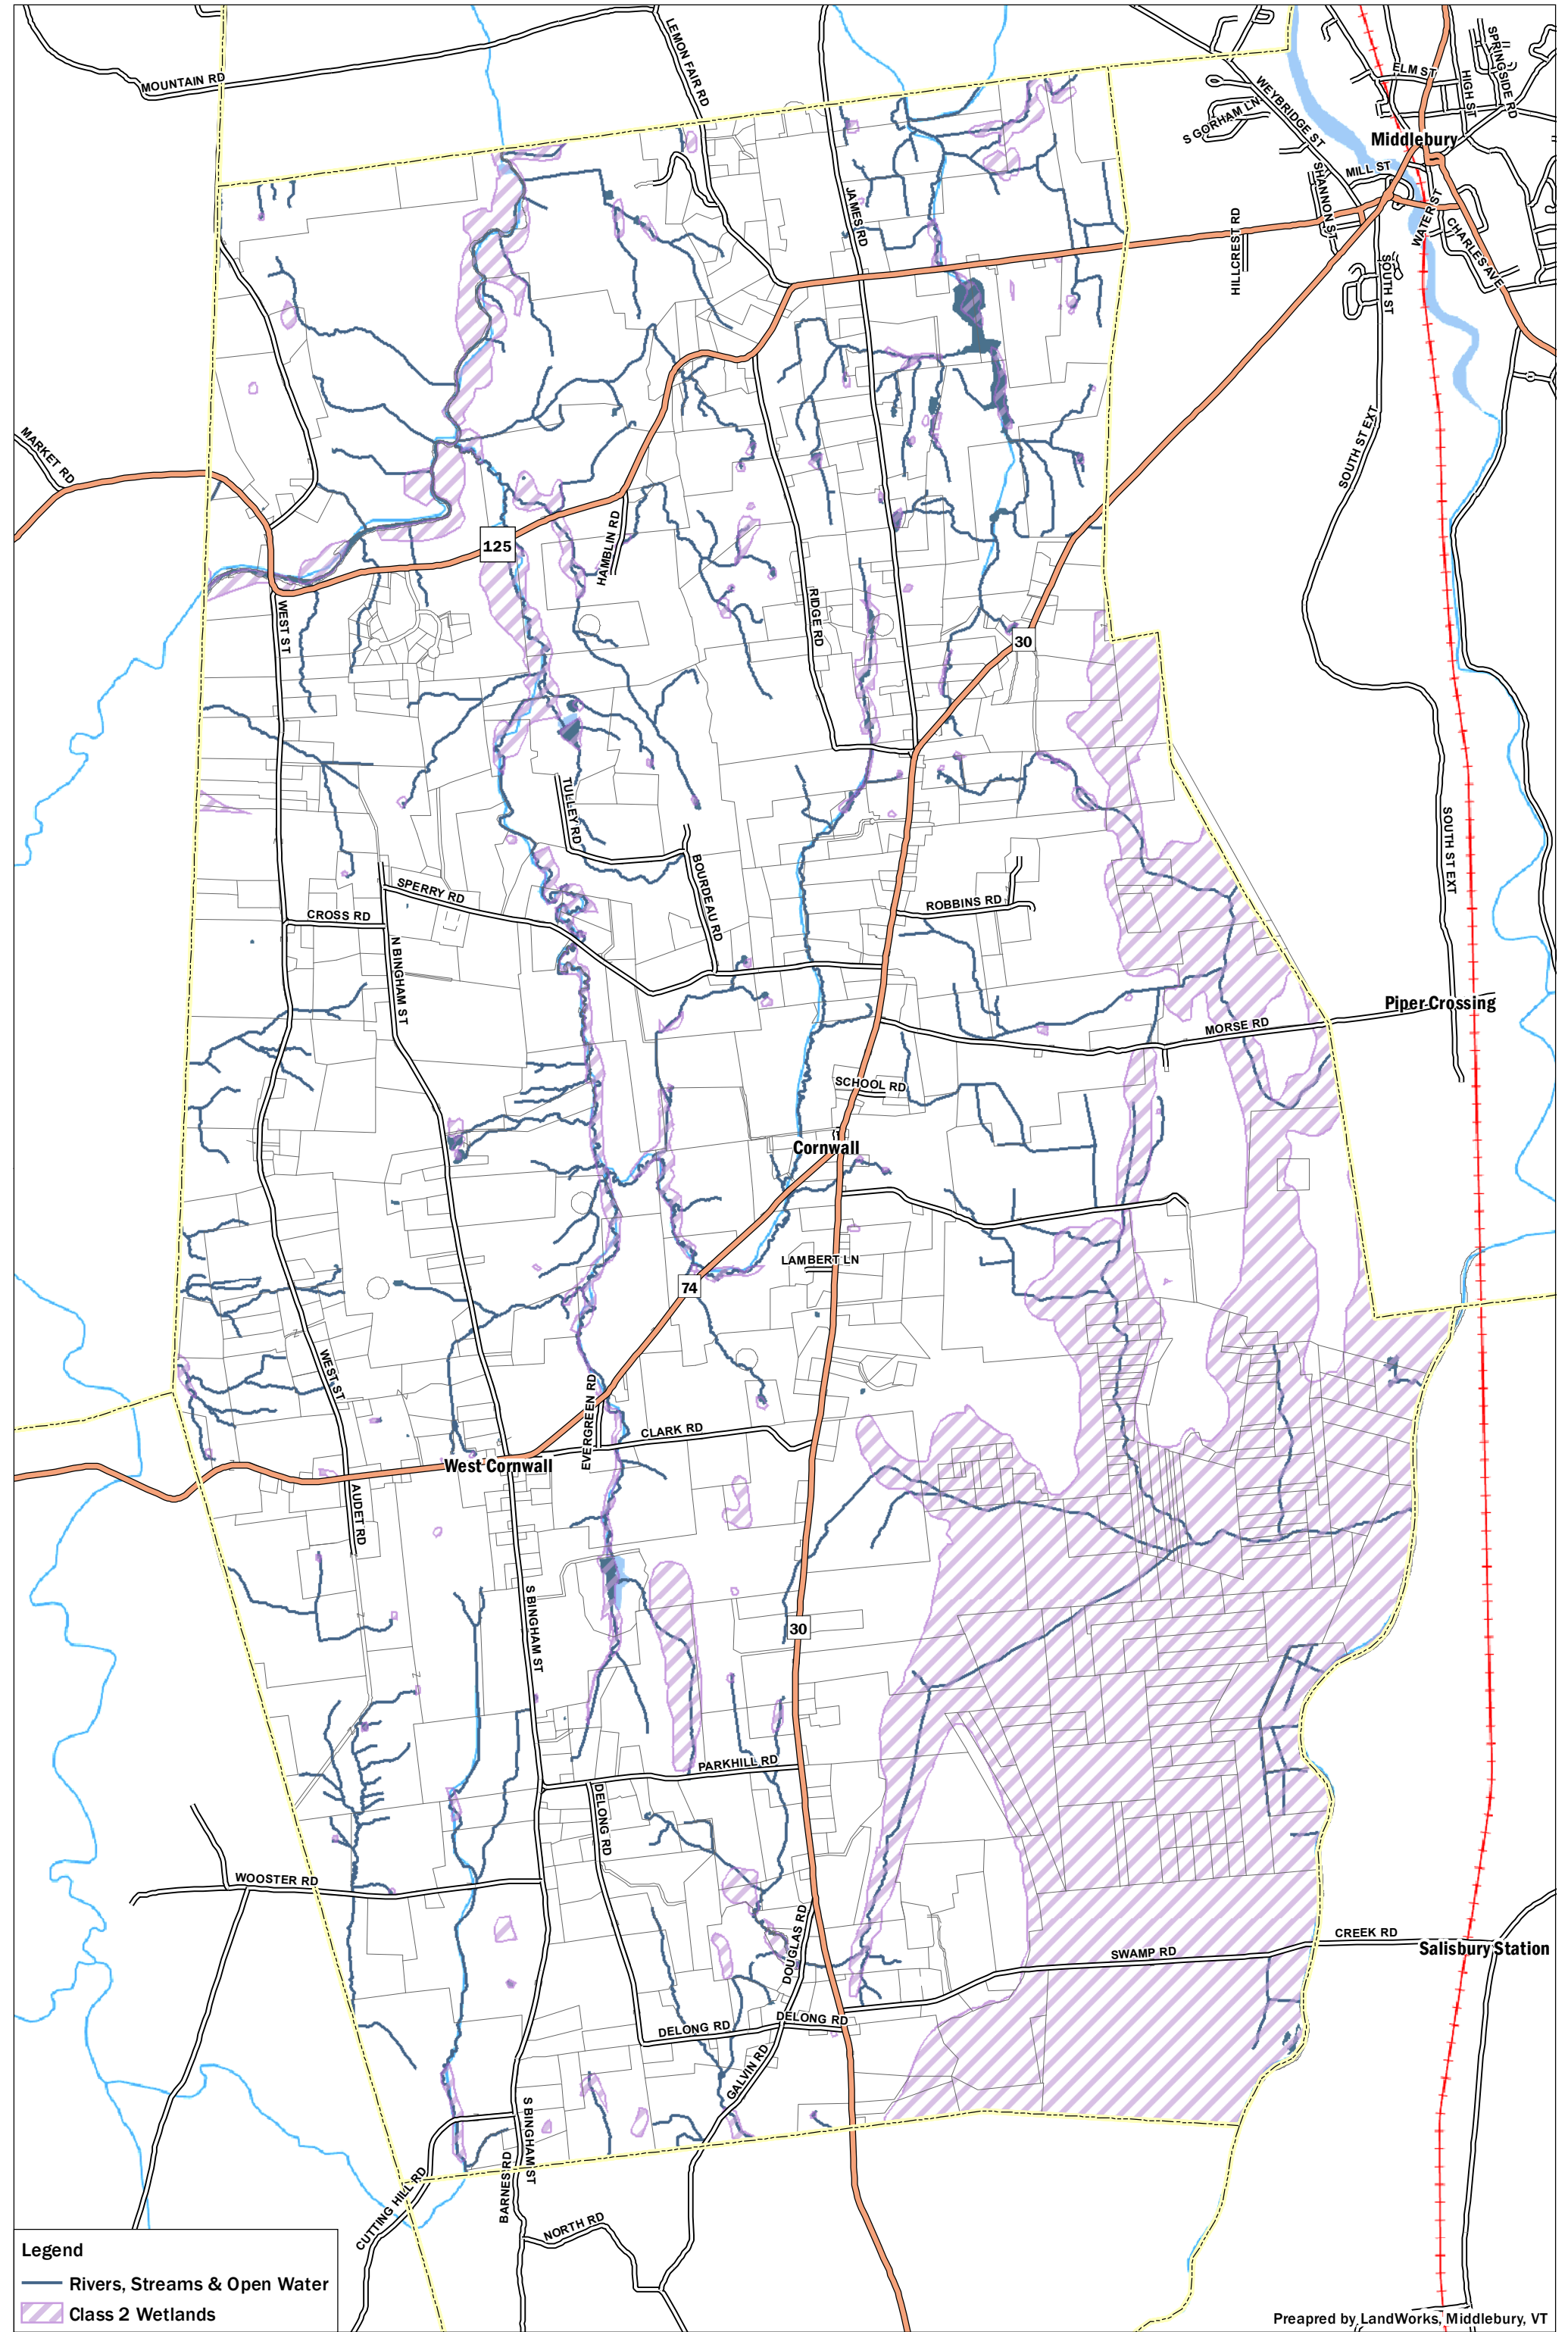 MOUNTAIN RD
LEMON FAIR RD
JAMES RD
ELM ST
HIGH ST
SPRING SIDE RD
WEYBRIDGE ST
S GORHAM LN
Middlebury
MILL ST
SHANNON ST
WATER ST
CHARLES AVE
HILLCREST RD
SOUTH ST
MARKET RD
SOUTH ST EXT
125
HAMBLIN RD
WEST ST
RIDGE RD
30
TULLEY RD
BOURDEAU RD
SOUTH ST EXT
SPERRY RD
CROSS RD
ROBBINS RD
N BINGHAM ST
Piper Crossing
MORSE RD
SCHOOL RD
Cornwall
LAMBERT LN
74
WEST ST
EVERGREEN RD
CLARK RD
West Cornwall
AUDET RD
S BINGHAM ST
30
PARKHILL RD
DELONG RD
WOOSTER RD
DOUGLAS RD
SWAMP RD
CREEK RD
Salisbury Station
DELONG RD
DELONG RD
GALVIN RD
S BINGHAM ST
BARNES RD
CUTTING HILL RD
NORTH RD
Legend
Rivers, Streams & Open Water
Class 2 Wetlands
Preapred by LandWorks, Middlebury, VT